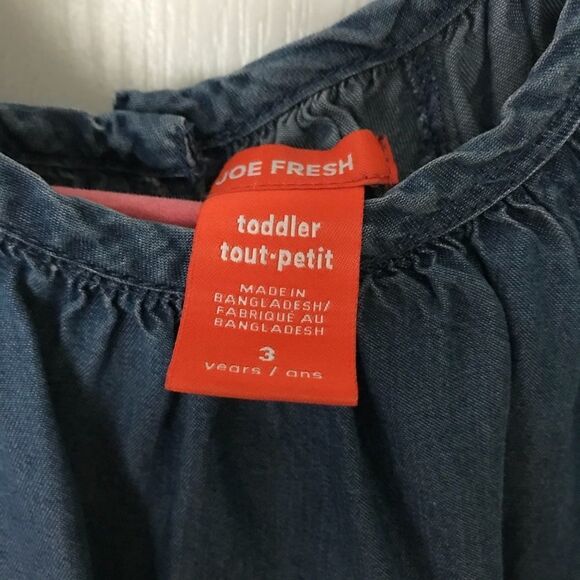 JOE FRESH
toddler
tout-petit
MADE IN
BANGLADESH/
FABRIQUÉ AU
BANGLADESH
3
years / ans